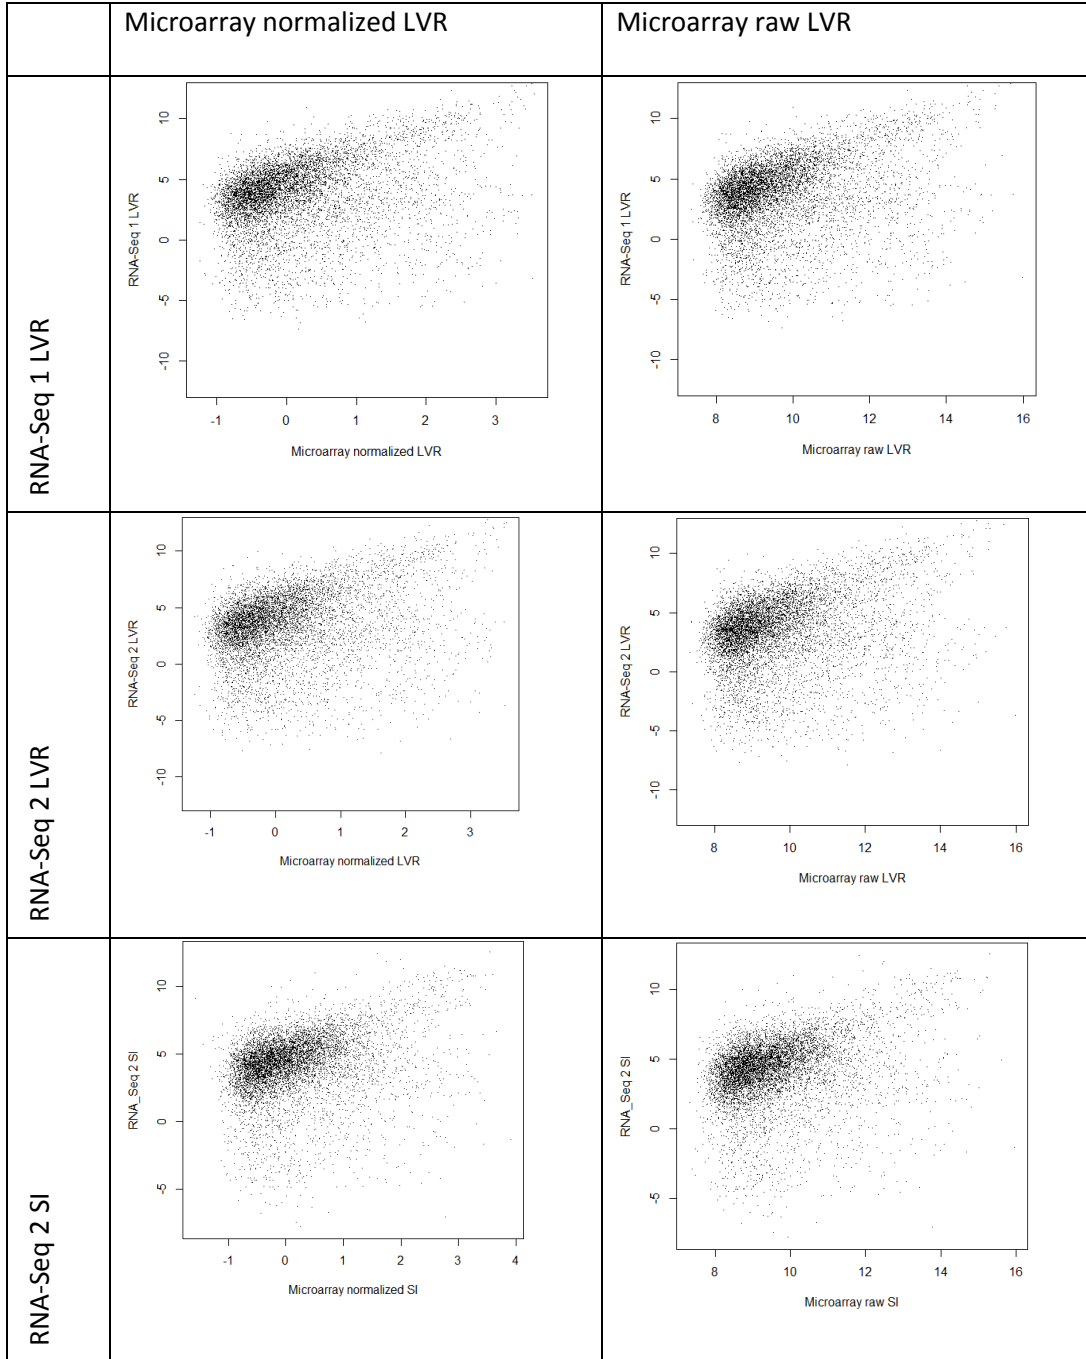 Microarray normalized LVR
Microarray raw LVR
RNA-Seq 1 LVR
RNA-Seq 1 LVR
10
5
0
-5
-10
-1 0 1 2 3
Microarray normalized LVR
RNA-Seq 1 LVR
10
5
0
-5
-10
8 10 12 14 16
Microarray raw LVR
RNA-Seq 2 LVR
RNA-Seq 2 LVR
10
5
0
-5
-10
-1 0 1 2 3
Microarray normalized LVR
RNA-Seq 2 LVR
10
5
0
-5
-10
8 10 12 14 16
Microarray raw LVR
RNA-Seq 2 SI
RNA_Seq 2 SI
10
5
0
-5
-1 0 1 2 3 4
Microarray normalized SI
RNA_Seq 2 SI
10
5
0
-5
8 10 12 14 16
Microarray raw SI